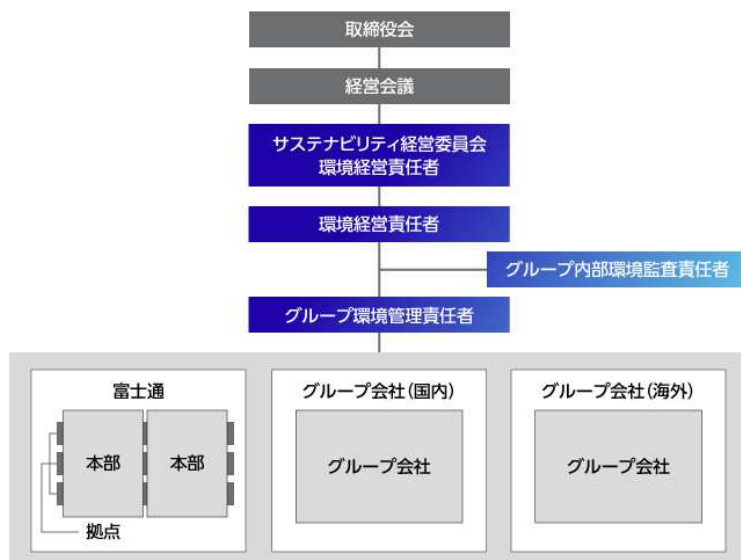 取締役会
経営会議
サステナビリティ経営委員会
環境経営責任者
環境経営責任者
グループ内部環境監査責任者
グループ環境管理責任者
富士通
本部
本部
拠点
グループ会社(国内)
グループ会社
グループ会社(海外)
グループ会社